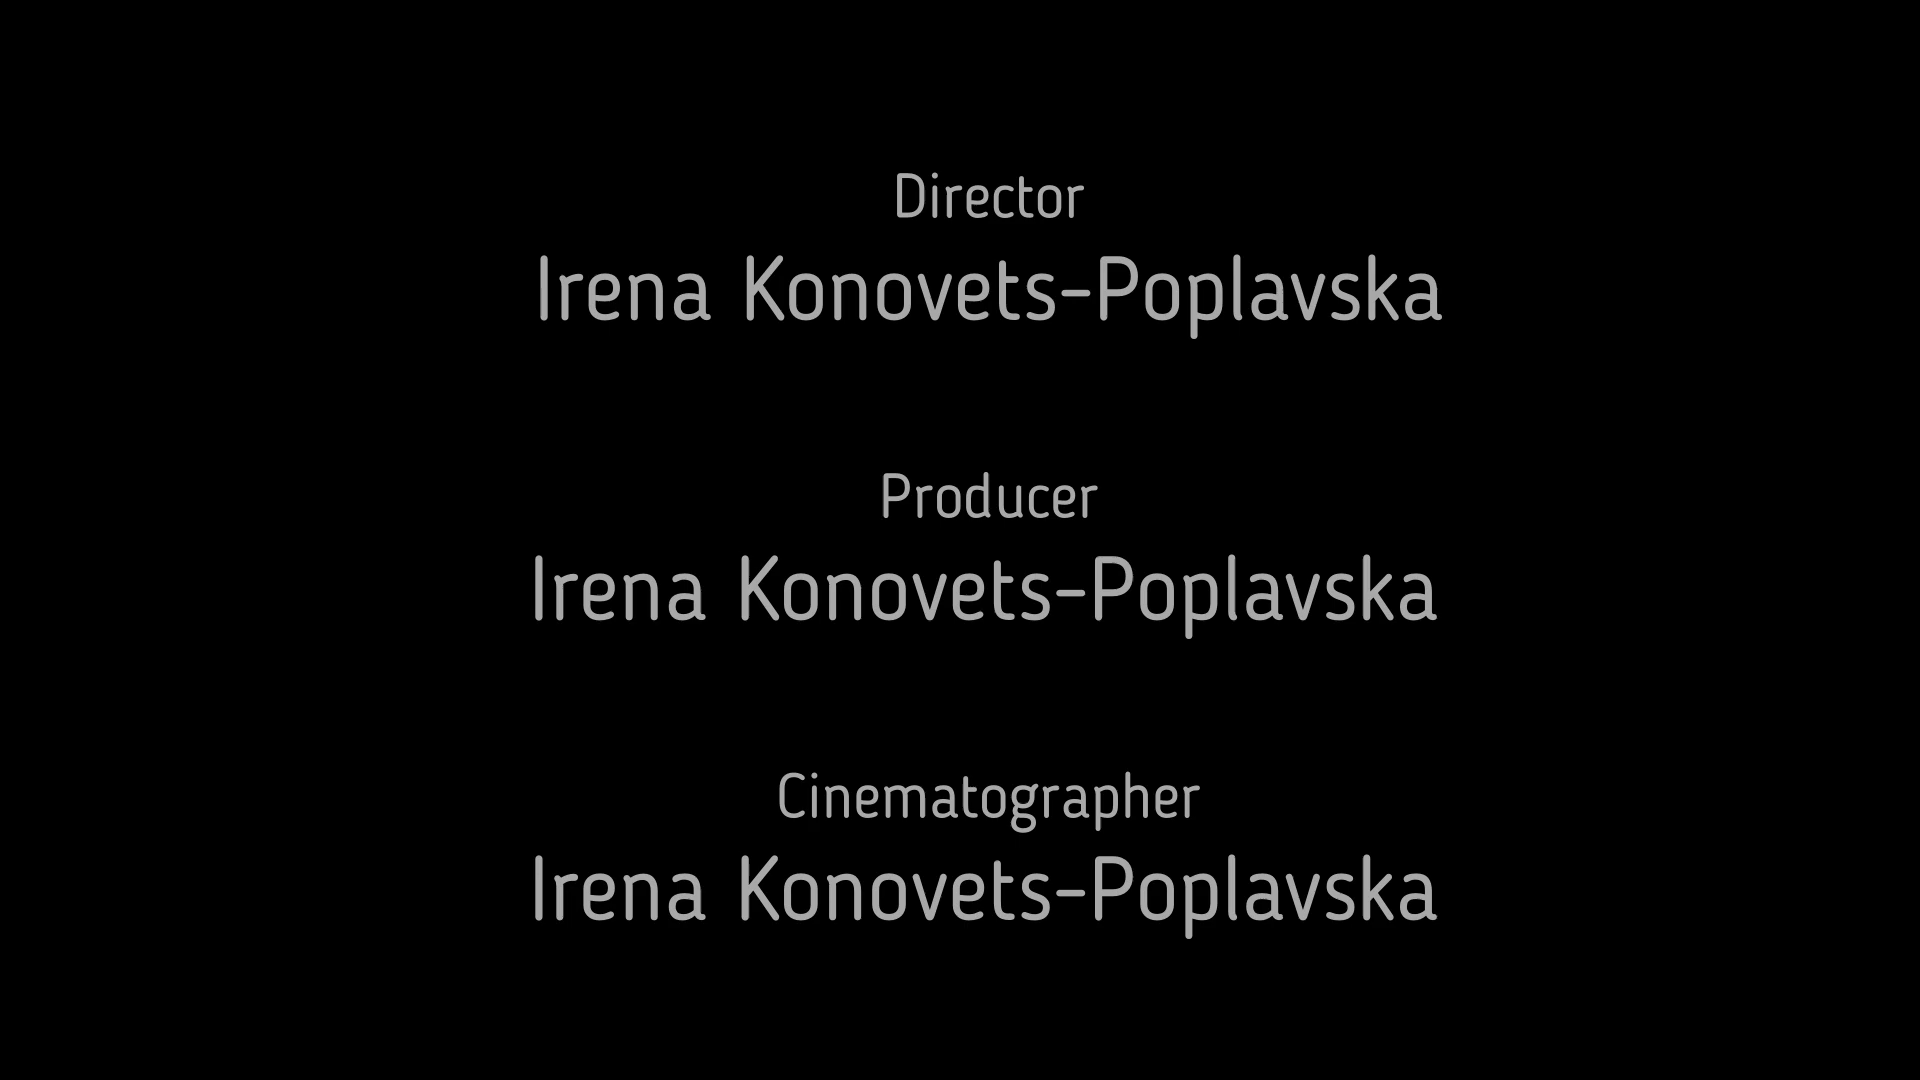 Director
Irena Konovets-Poplavska
Producer
Irena Konovets-Poplavska
Cinematographer
Irena Konovets-Poplavska